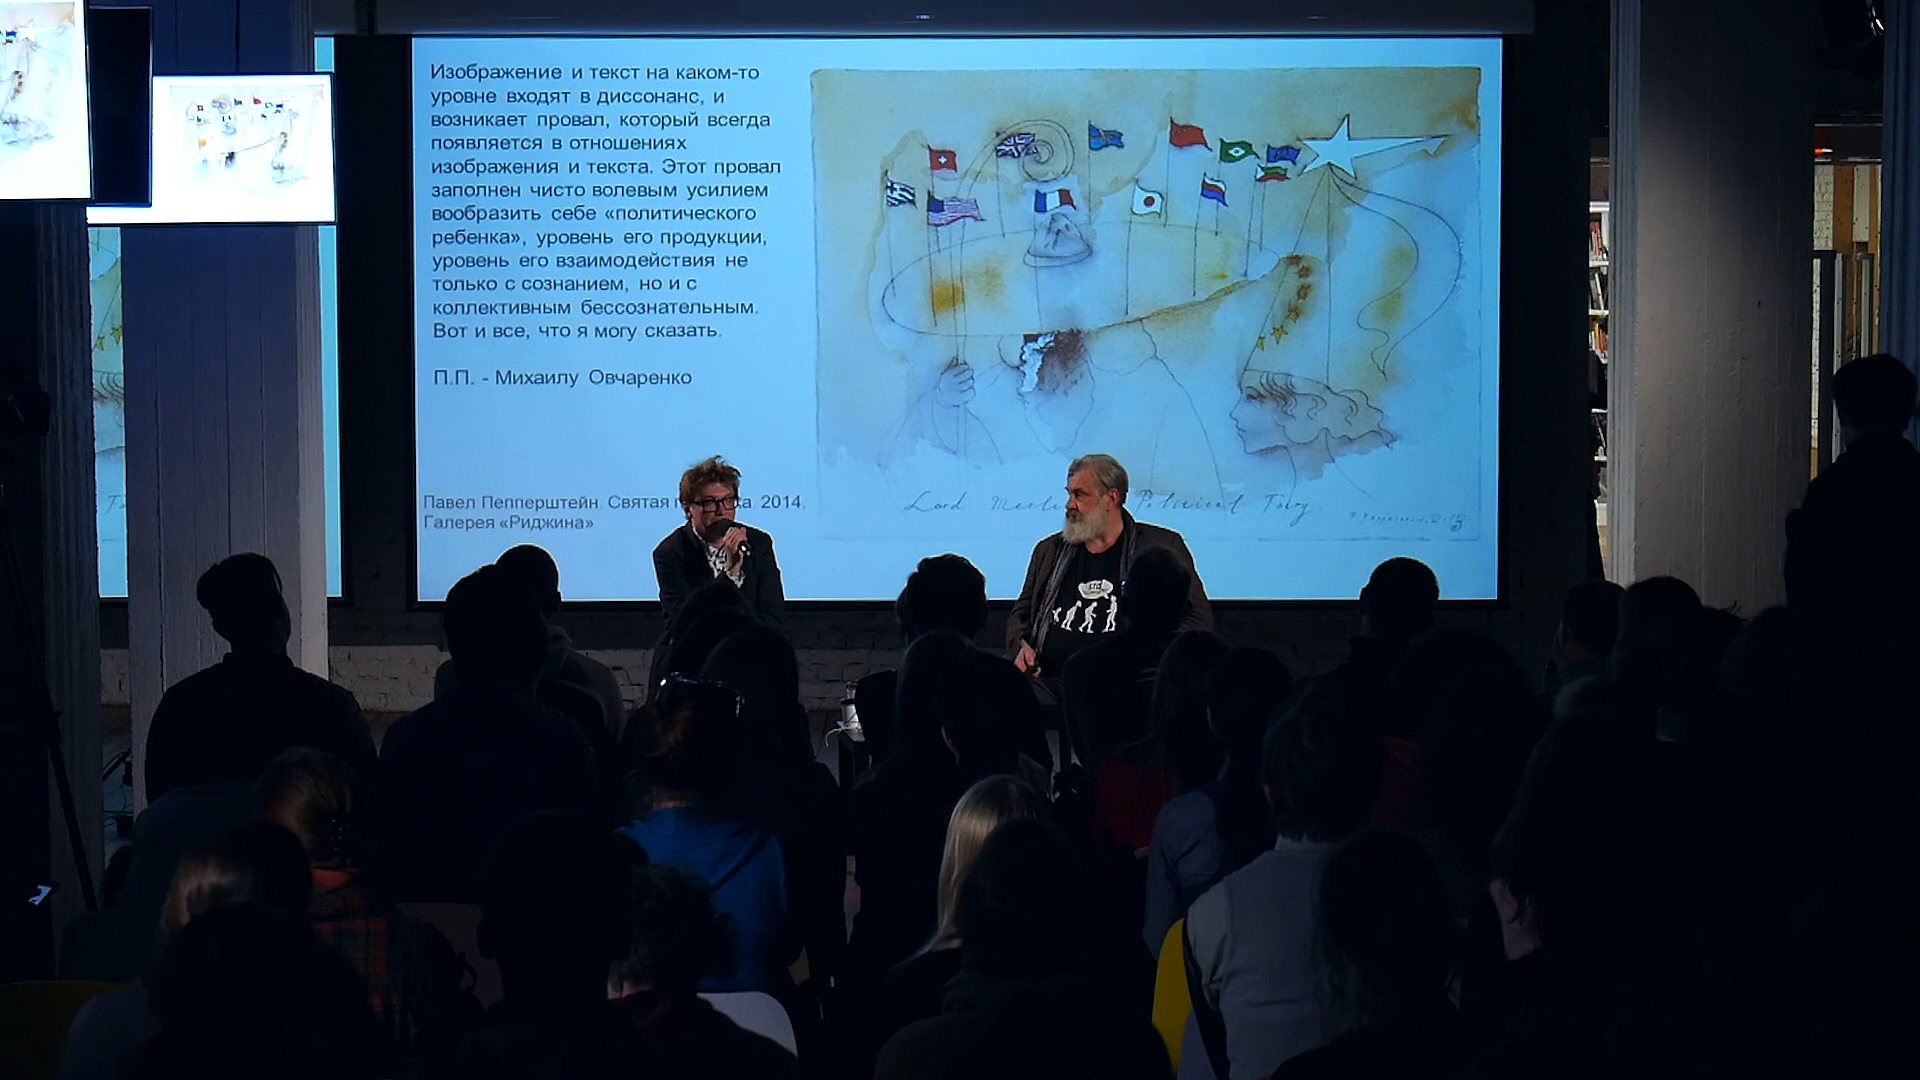 Изображение и текст на каком-то
уровне входят в диссонанс, и
возникает провал, который всегда
появляется в отношениях
изображения и текста. Этот провал
заполнен чисто волевым усилием
вообразить себе «политического
ребенка», уровень его продукции,
уровень его взаимодействия не
только с сознанием, но и с
коллективным бессознательным.
Вот и все, что я могу сказать.
П.П. - Михаилу Овчаренко
Павел Пепперштейн. Святая 2014.
Галерея «Риджина»
Lord Political Fairy